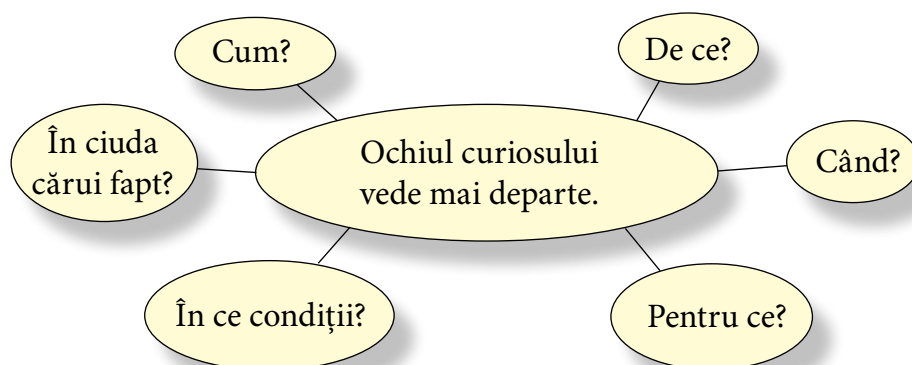 Cum?
De ce?
În ciuda
cărui fapt?
Ochiul curiosului
vede mai departe.
Când?
În ce condiții?
Pentru ce?